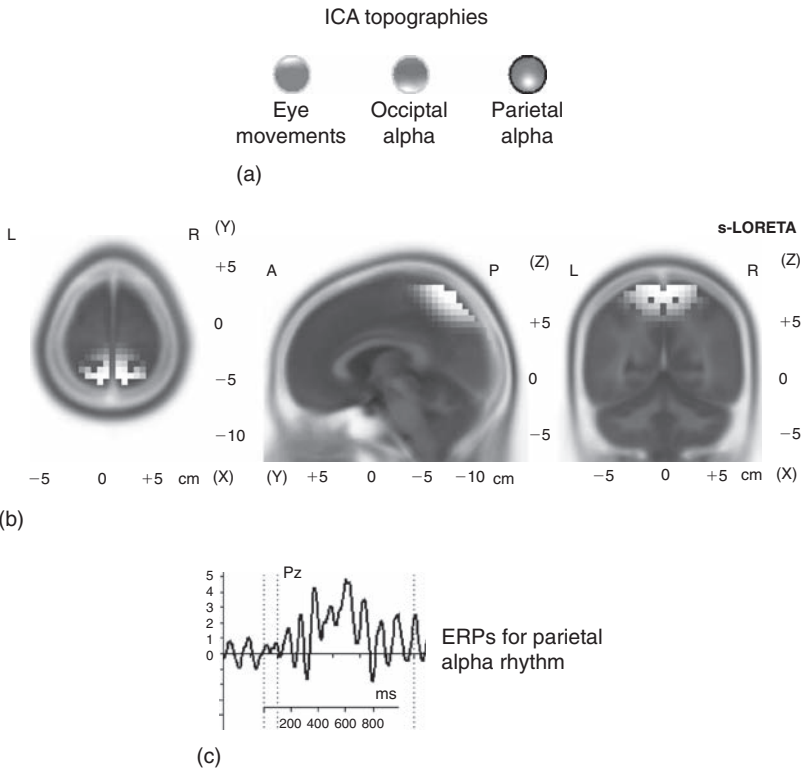 ICA topographies
Eye movements
Occiptal alpha
Parietal alpha
(a)
s-LORETA
L R (Y)
+5
0
−5
−10
−5 0 +5 cm (X)
A P (Z)
+5
0
−5
(Y) +5 0 −5 −10 cm
L R (Z)
+5
0
−5
−5 0 +5 cm (X)
(b)
Pz
5
4
3
2
1
0
ms
200 400 600 800
ERPs for parietal
alpha rhythm
(c)